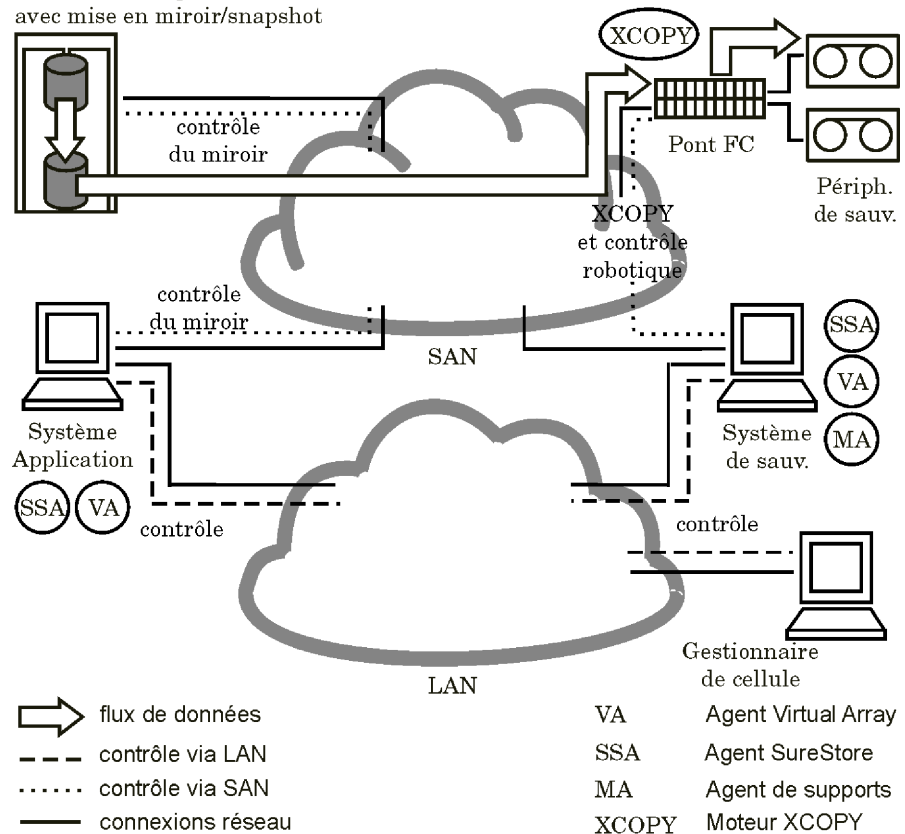 avec mise en miroir/snapshot
XCOPY
contrôle
du miroir
Pont FC
Périph.
de sauv.
XCOPY
et contrôle
robotique
contrôle
du miroir
SAN
SSA
VA
MA
Système
Application
Système
de sauv.
SSA
VA
contrôle
contrôle
Gestionnaire
de cellule
LAN
flux de données
contrôle via LAN
contrôle via SAN
connexions réseau
VA Agent Virtual Array
SSA Agent SureStore
MA Agent de supports
XCOPY Moteur XCOPY